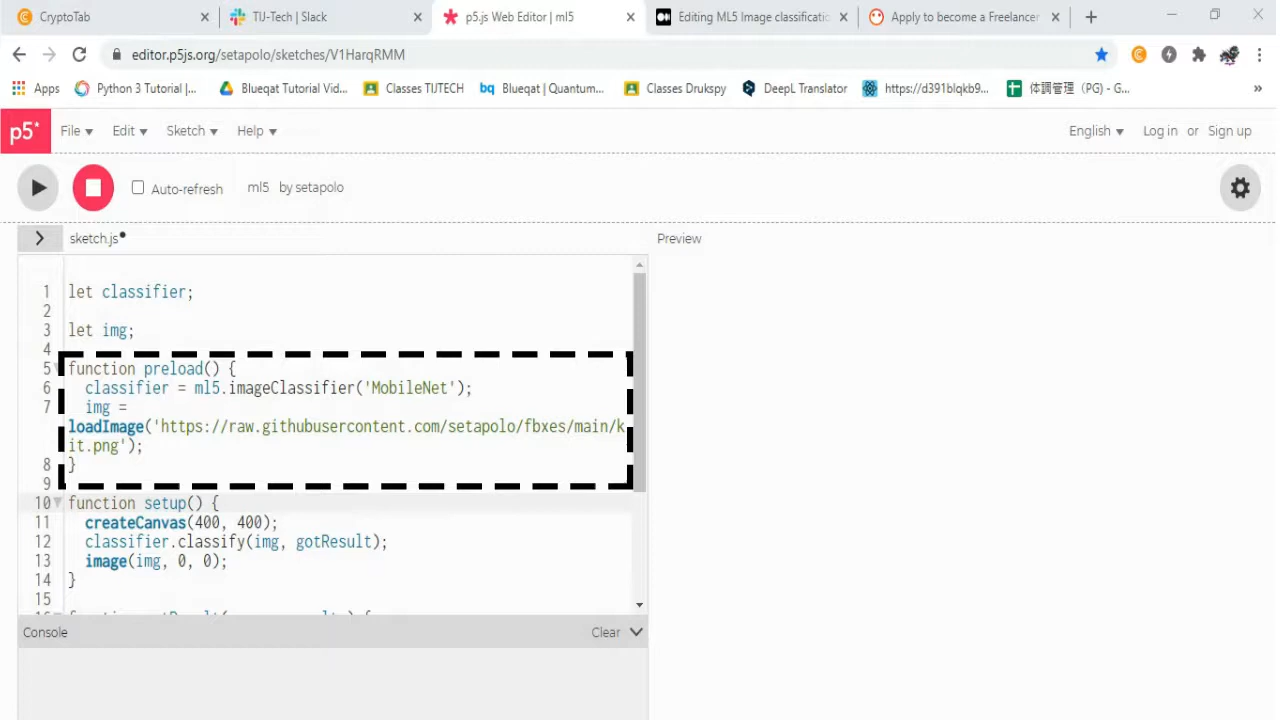 CryptoTab
TIJ-Tech | Slack
p5.js Web Editor | ml5
Editing ML5 Image classificatio
Apply to become a Freelancer
editor.p5js.org/setapolo/sketches/V1HarqRMM
Apps
Python 3 Tutorial |...
Blueqat Tutorial Vid...
Classes TIJTECH
bq Blueqat | Quantum...
Classes Drukspy
DeepL Translator
https://d391blqkb9...
体調管理（PG) - G...
»
p5*
File
Edit
Sketch
Help
English
Log in or Sign up
Auto-refresh
ml5 by setapolo
sketch.js
Preview
1 let classifier;
2
3 let img;
4
5 function preload() {
6 classifier = ml5.imageClassifier('MobileNet');
7 img =
loadImage('https://raw.githubusercontent.com/setapolo/fbxes/main/k
it.png');
8 }
9
10 function setup() {
11 createCanvas(400, 400);
12 classifier.classify(img, gotResult);
13 image(img, 0, 0);
14 }
15
Console
Clear